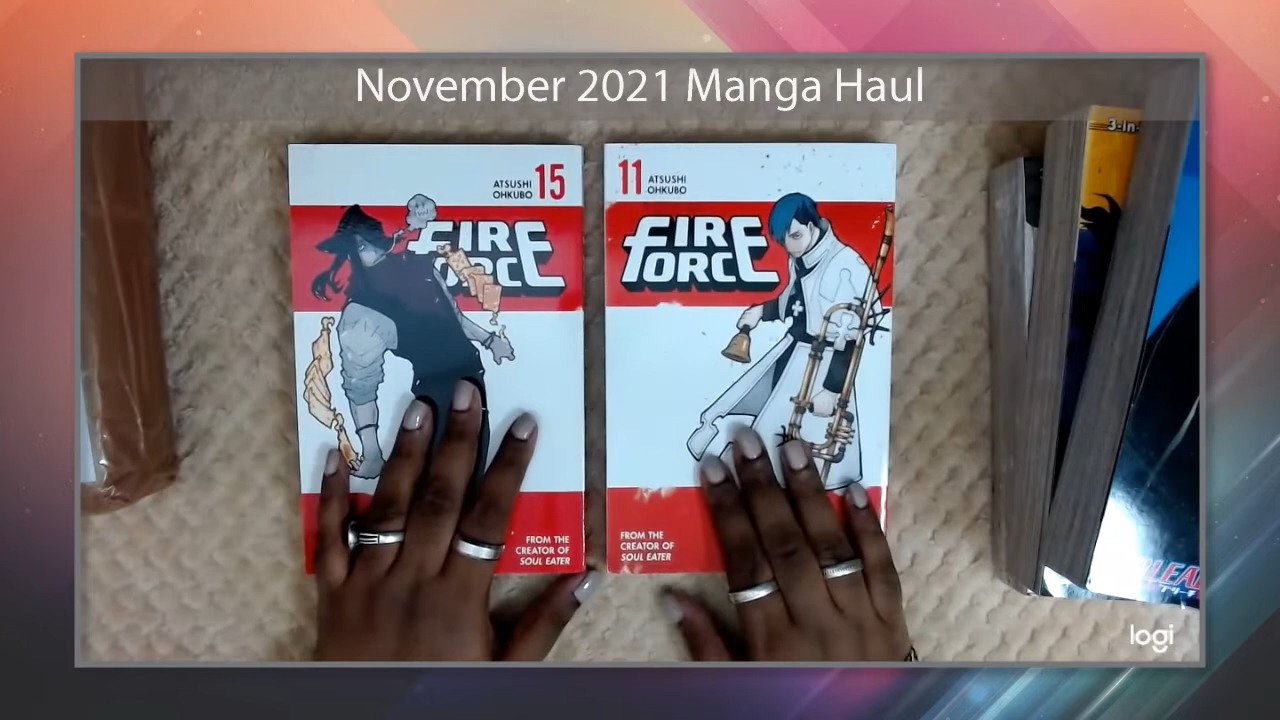 November 2021 Manga Haul
ATSUSHI
OHKUBO
15
FIRE
FORCE
FROM THE
CREATOR OF
SOUL EATER
11
ATSUSHI
OHKUBO
FIRE
FORCE
FROM THE
CREATOR OF
SOUL EATER
3-in-
logi